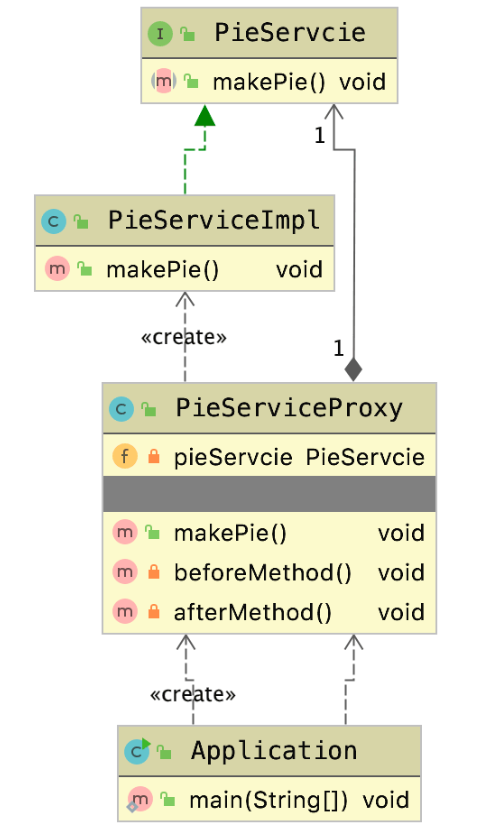 I PieServcie
m makePie() void
1
C PieServiceImpl
m makePie() void
«create»
1
C PieServiceProxy
f pieServcie PieServcie
m makePie() void
m beforeMethod() void
m afterMethod() void
«create»
C Application
m main(String[]) void